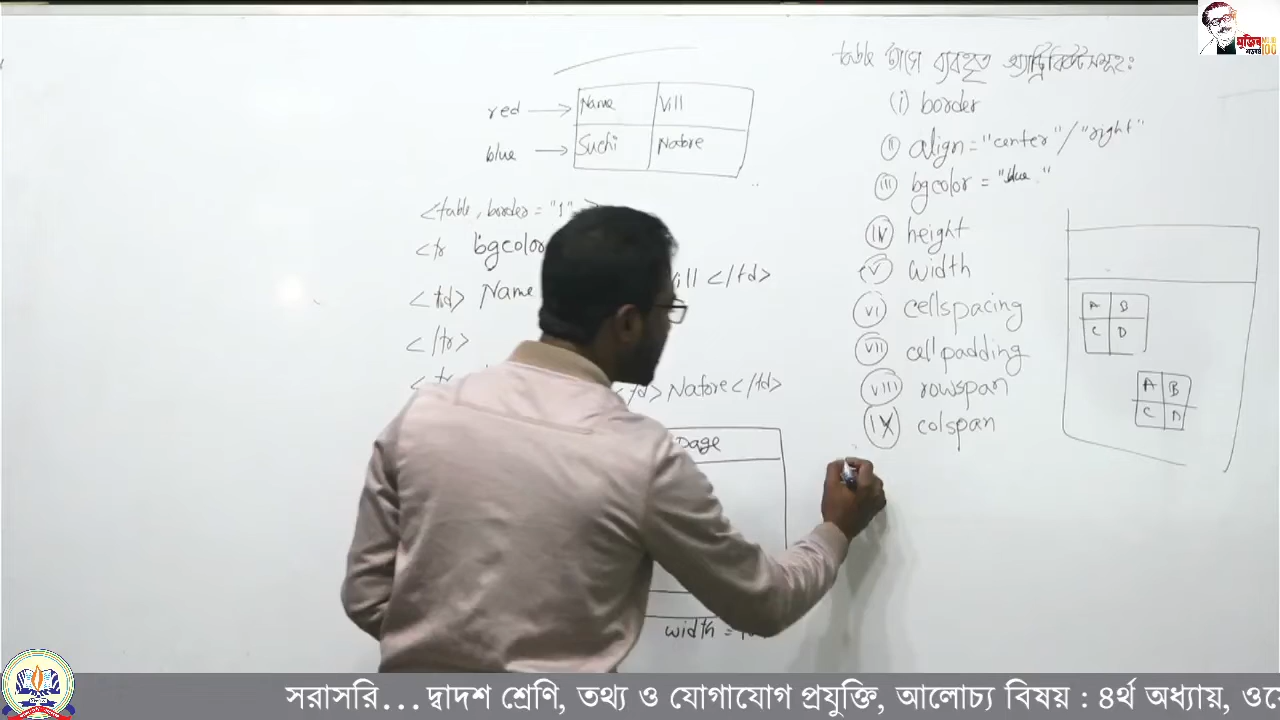 table ট্যাগে ব্যবহৃত অ্যাট্রিবিউটসমূহঃ
(i) border
(ii) align = "center" / "right"
(iii) bgcolor = "blue"
(iv) height
(v) width
(vi) cellspacing
(vii) cellpadding
(viii) rowspan
(ix) colspan
red → Name Vill
blue → Suchi Natore
<table, border = "1" >
<tr bgcolor
<td> Name ill </td>
</tr>
<td> Natore </td>
page
width =
A B
C D
A B
C D
মুজিব
100
সরাসরি... দ্বাদশ শ্রেণি, তথ্য ও যোগাযোগ প্রযুক্তি, আলোচ্য বিষয় : ৪র্থ অধ্যায়, ওয়ে